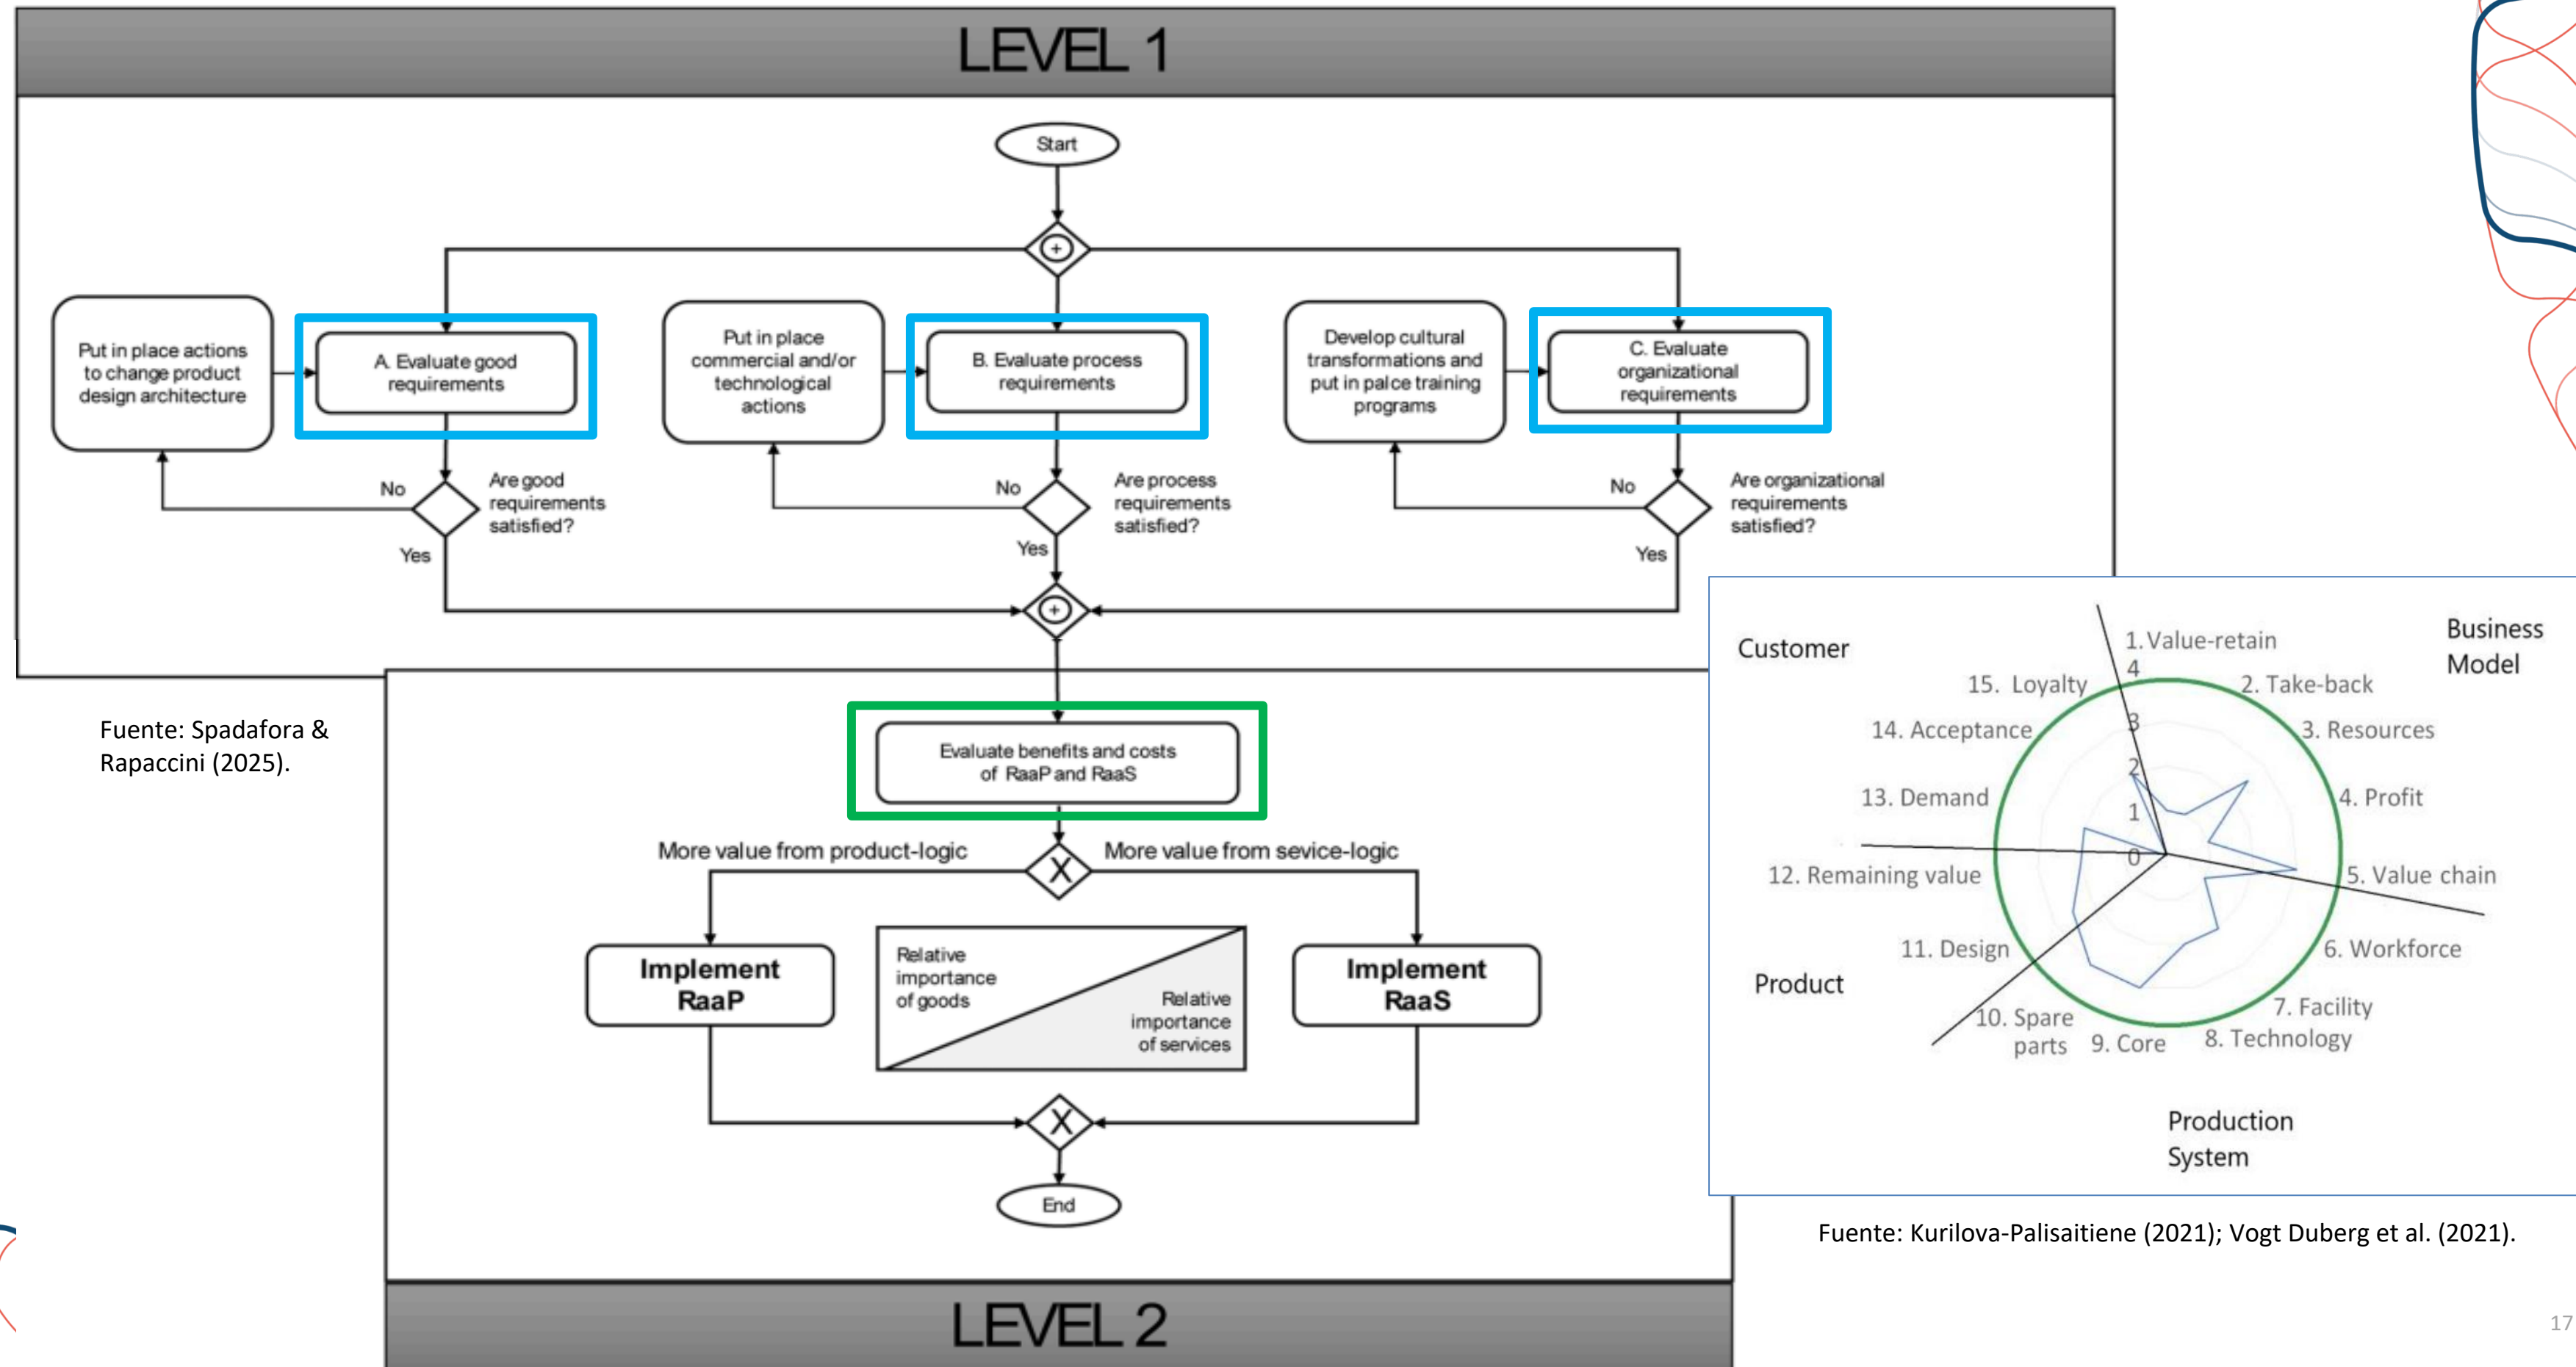 LEVEL 1
Start
+
Put in place actions
to change product
design architecture
A. Evaluate good
requirements
Put in place
commercial and/or
technological
actions
B. Evaluate process
requirements
Develop cultural
transformations and
put in palce training
programs
C. Evaluate
organizational
requirements
No
Are good
requirements
satisfied?
Yes
No
Are process
requirements
satisfied?
Yes
No
Are organizational
requirements
satisfied?
Yes
+
Fuente: Spadafora &
Rapaccini (2025).
Evaluate benefits and costs
of RaaP and RaaS
More value from product-logic
X
More value from sevice-logic
Implement
RaaP
Relative
importance
of goods
Relative
importance
of services
Implement
RaaS
X
End
LEVEL 2
Customer
Business
Model
1. Value-retain
2. Take-back
3. Resources
4. Profit
5. Value chain
6. Workforce
7. Facility
8. Technology
9. Core
10. Spare
parts
11. Design
12. Remaining value
13. Demand
14. Acceptance
15. Loyalty
4
3
2
1
0
Product
Production
System
Fuente: Kurilova-Palisaitiene (2021); Vogt Duberg et al. (2021).
17